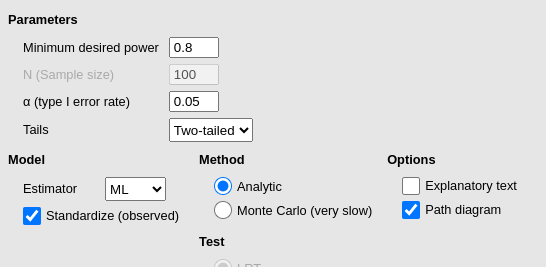 Parameters
Minimum desired power 0.8
N (Sample size) 100
α (type I error rate) 0.05
Tails Two-tailed
Model Method Options
Estimator ML Analytic Explanatory text
Standardize (observed) Monte Carlo (very slow) Path diagram
Test
LRT